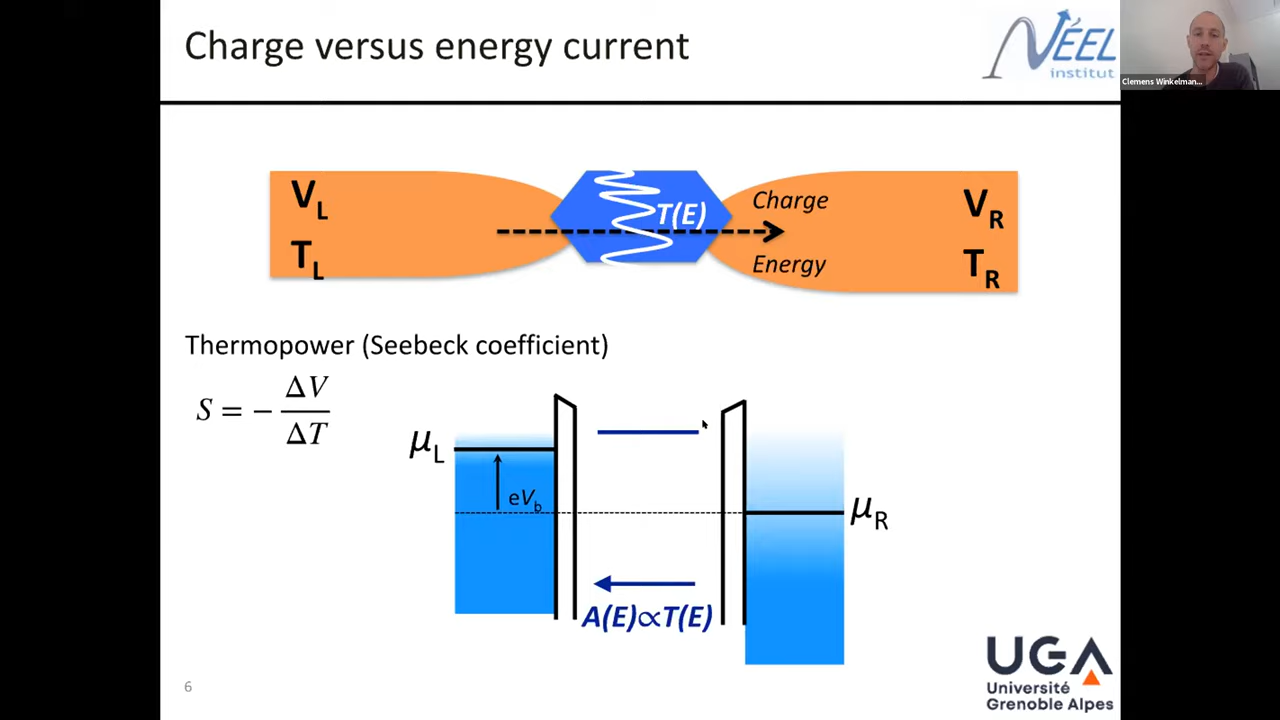 Charge versus energy current
NÉEL
institut
Clemens Winkelman...
V_L
T_L
T(E)
Charge
Energy
V_R
T_R
Thermopower (Seebeck coefficient)
S = − ΔV / ΔT
μ_L
eV_b
μ_R
A(E)∝T(E)
6
UGA
Université
Grenoble Alpes